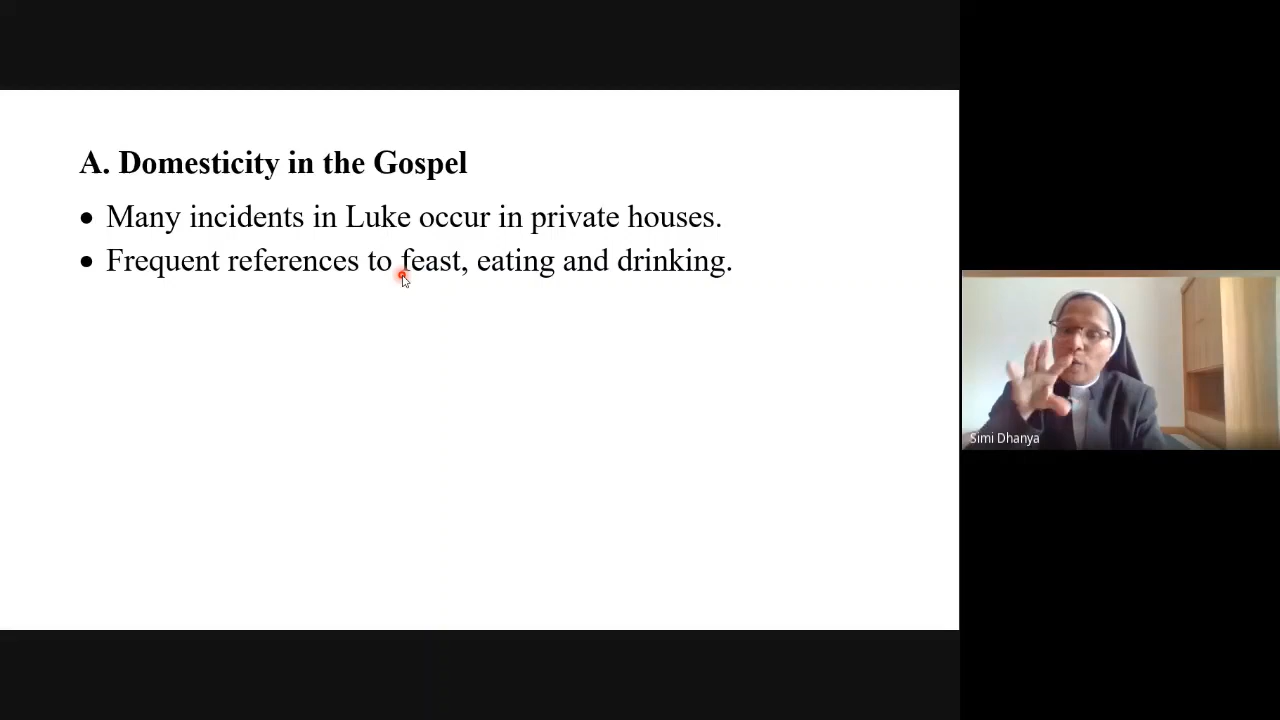 A. Domesticity in the Gospel
• Many incidents in Luke occur in private houses.
• Frequent references to feast, eating and drinking.
Simi Dhanya